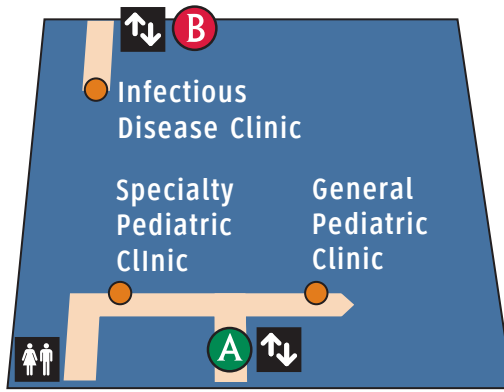 B
Infectious
Disease Clinic
Specialty
Pediatric
ClInic
General
Pediatric
Clinic
A